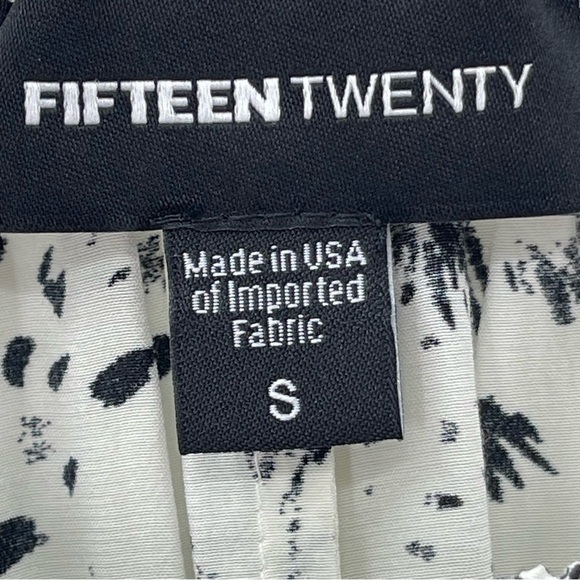 FIFTEEN TWENTY
Made in USA
of Imported
Fabric
S